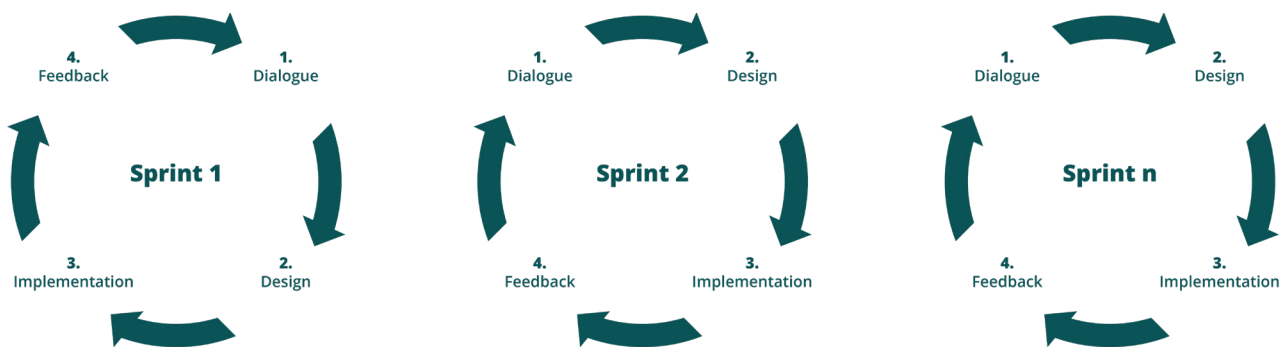 4.
Feedback
1.
Dialogue
Sprint 1
3.
Implementation
2.
Design
1.
Dialogue
2.
Design
Sprint 2
4.
Feedback
3.
Implementation
1.
Dialogue
2.
Design
Sprint n
4.
Feedback
3.
Implementation